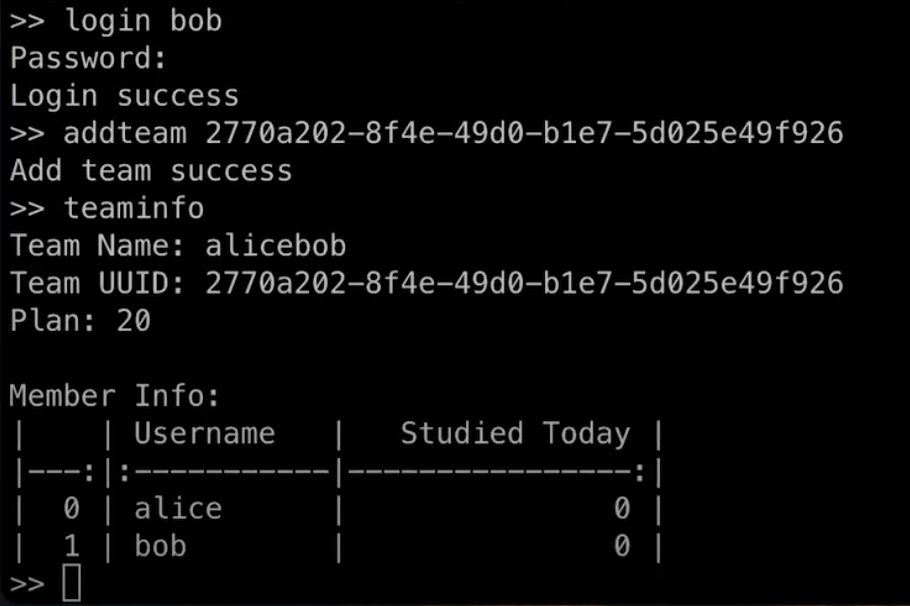 >> login bob
Password:
Login success
>> addteam 2770a202-8f4e-49d0-b1e7-5d025e49f926
Add team success
>> teaminfo
Team Name: alicebob
Team UUID: 2770a202-8f4e-49d0-b1e7-5d025e49f926
Plan: 20
Member Info:
|    | Username   |   Studied Today |
|---:|:-----------|----------------:|
|  0 | alice      |               0 |
|  1 | bob        |               0 |
>>